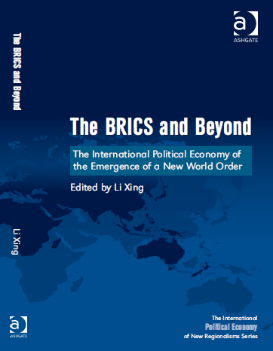 ASHGATE
The BRICS and Beyond
The International Political Economy of
the Emergence of a New World Order
Edited by Li Xing
The International
Political Economy
of New Regionalisms Series
The BRICS and Beyond
Li Xing
ASHGATE